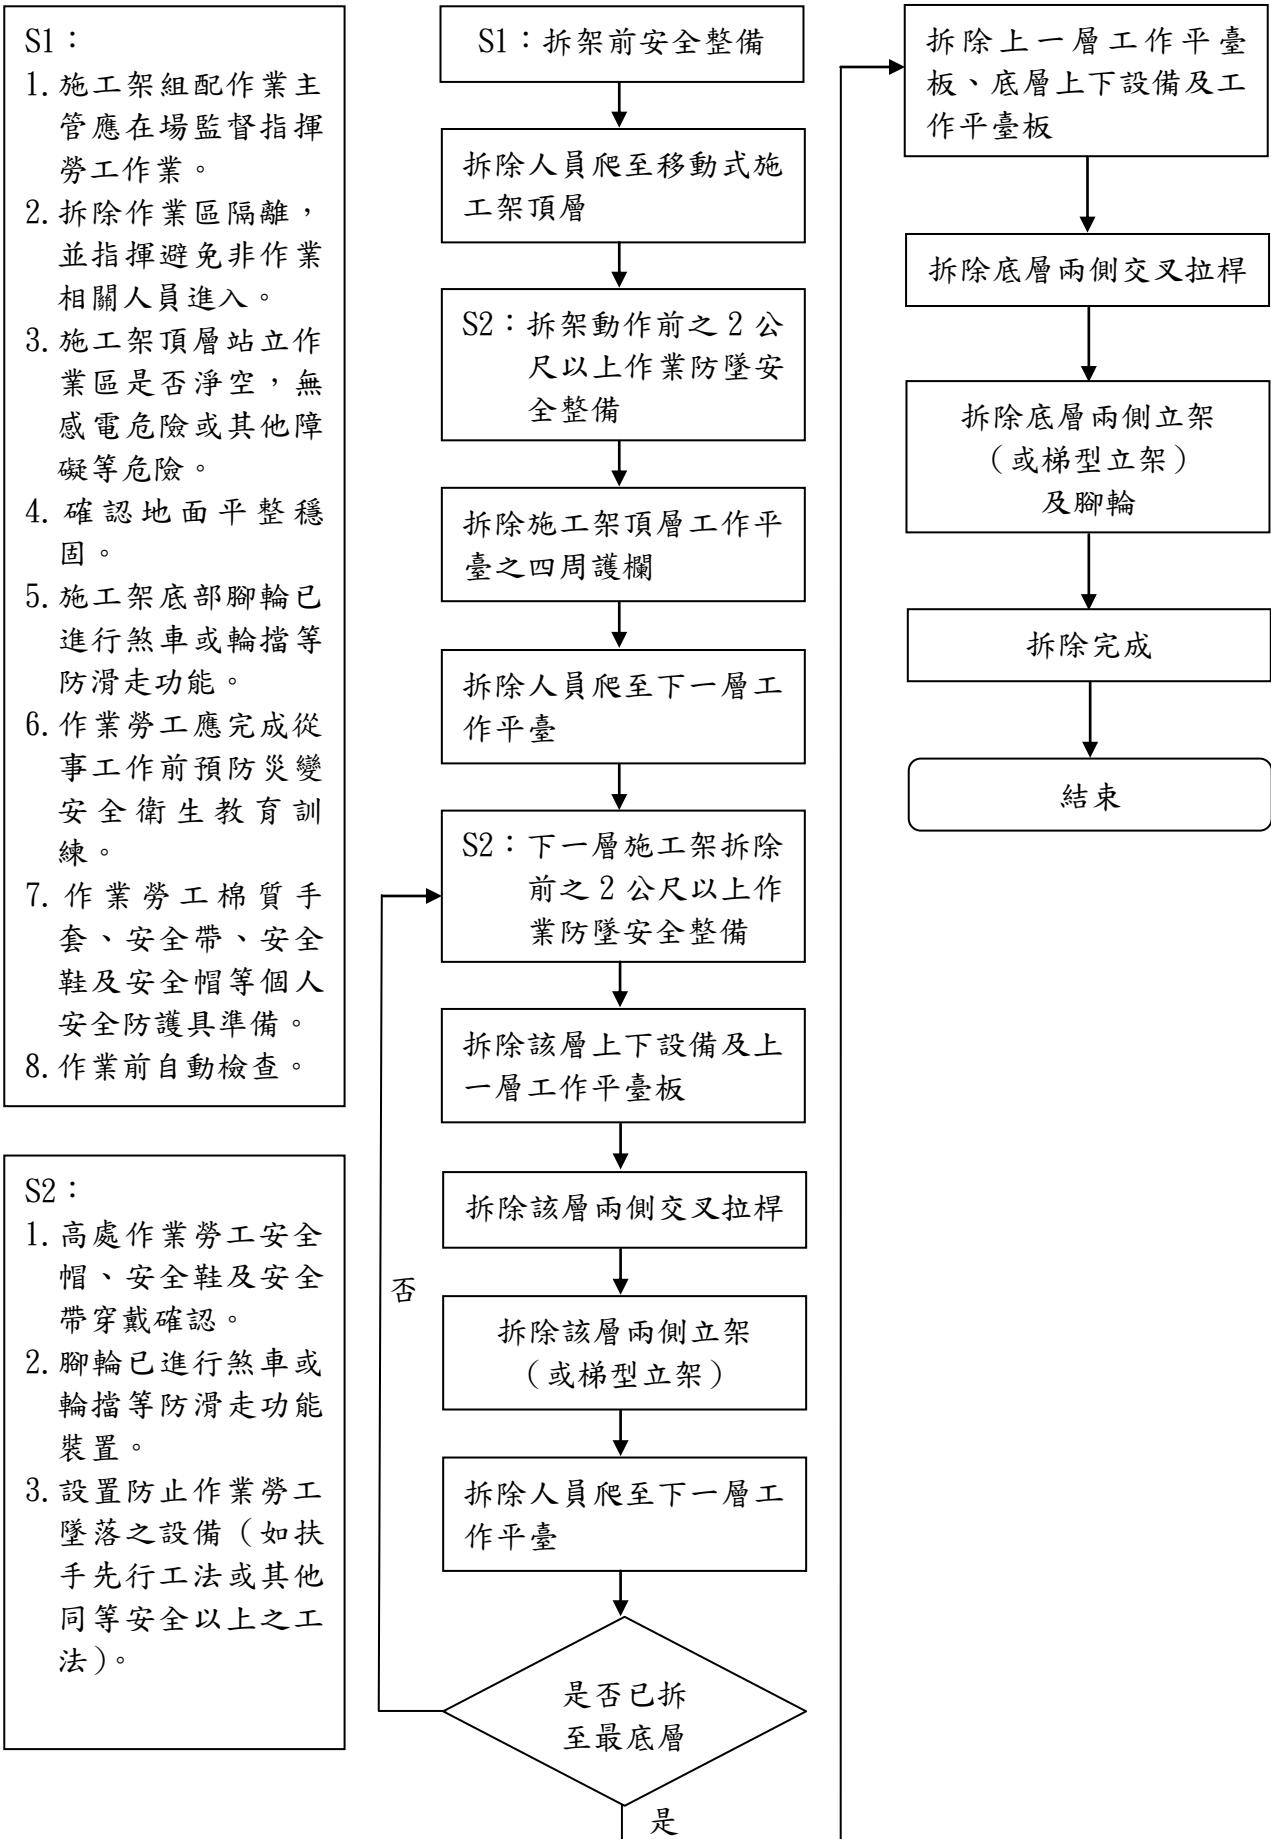 S1：
1.施工架組配作業主
管應在場監督指揮
勞工作業。
2.拆除作業區隔離，
並指揮避免非作業
相關人員進入。
3.施工架頂層站立作
業區是否淨空，無
感電危險或其他障
礙等危險。
4.確認地面平整穩
固。
5.施工架底部腳輪已
進行煞車或輪擋等
防滑走功能。
6.作業勞工應完成從
事工作前預防災變
安全衛生教育訓
練。
7.作業勞工棉質手
套、安全帶、安全
鞋及安全帽等個人
安全防護具準備。
8.作業前自動檢查。
S2：
1.高處作業勞工安全
帽、安全鞋及安全
帶穿戴確認。
2.腳輪已進行煞車或
輪擋等防滑走功能
裝置。
3.設置防止作業勞工
墜落之設備（如扶
手先行工法或其他
同等安全以上之工
法）。
S1：拆架前安全整備
拆除人員爬至移動式施
工架頂層
S2：拆架動作前之2公
尺以上作業防墜安
全整備
拆除施工架頂層工作平
臺之四周護欄
拆除人員爬至下一層工
作平臺
S2：下一層施工架拆除
前之2公尺以上作
業防墜安全整備
拆除該層上下設備及上
一層工作平臺板
拆除該層兩側交叉拉桿
拆除該層兩側立架
（或梯型立架）
拆除人員爬至下一層工
作平臺
是否已拆
至最底層
否
是
拆除上一層工作平臺
板、底層上下設備及工
作平臺板
拆除底層兩側交叉拉桿
拆除底層兩側立架
（或梯型立架）
及腳輪
拆除完成
結束